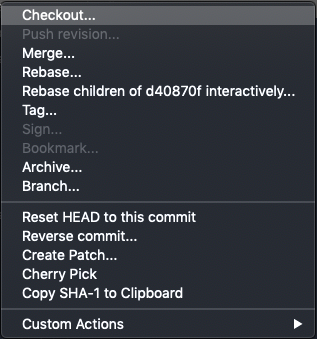 Checkout...
Push revision...
Merge...
Rebase...
Rebase children of d40870f interactively...
Tag...
Sign...
Bookmark...
Archive...
Branch...
Reset HEAD to this commit
Reverse commit...
Create Patch...
Cherry Pick
Copy SHA-1 to Clipboard
Custom Actions